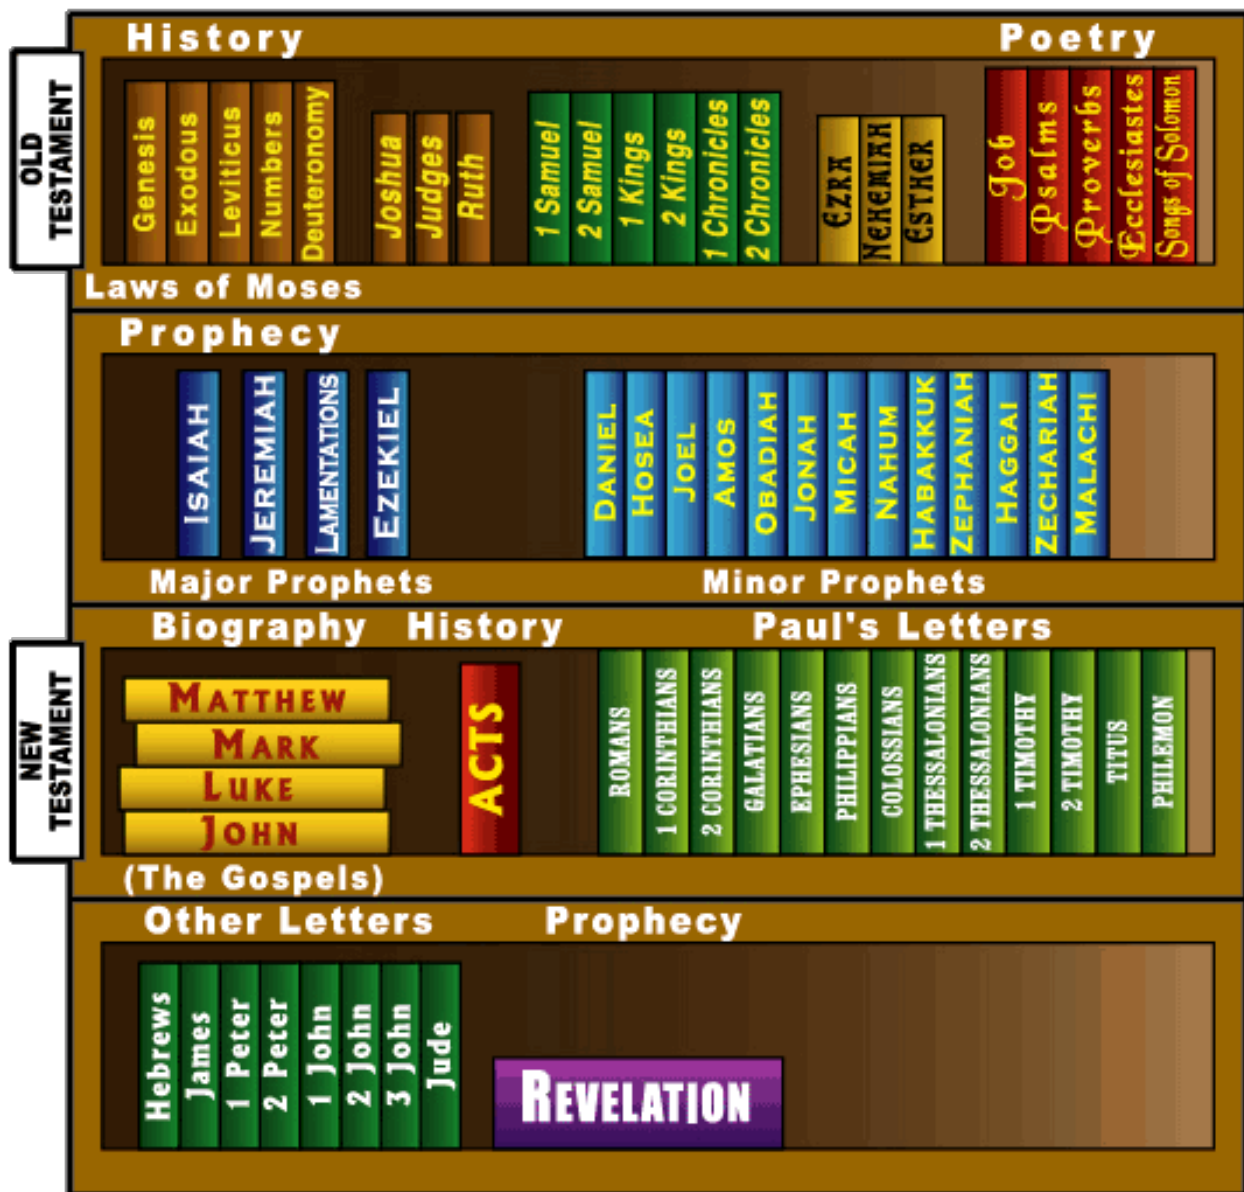 History
Poetry
OLD
TESTAMENT
Genesis
Exodous
Leviticus
Numbers
Deuteronomy
Joshua
Judges
Ruth
1 Samuel
2 Samuel
1 Kings
2 Kings
1 Chronicles
2 Chronicles
EZRA
NEHEMIAH
ESTHER
Job
Psalms
Proverbs
Ecclesiastes
Songs of Solomon
Laws of Moses
Prophecy
ISAIAH
JEREMIAH
LAMENTATIONS
EZEKIEL
DANIEL
HOSEA
JOEL
AMOS
OBADIAH
JONAH
MICAH
NAHUM
HABAKKUK
ZEPHANIAH
HAGGAI
ZECHARIAH
MALACHI
Major Prophets
Minor Prophets
NEW
TESTAMENT
Biography
History
Paul's Letters
MATTHEW
MARK
LUKE
JOHN
ACTS
ROMANS
1 CORINTHIANS
2 CORINTHIANS
GALATIANS
EPHESIANS
PHILIPPIANS
COLOSSIANS
1 THESSALONIANS
2 THESSALONIANS
1 TIMOTHY
2 TIMOTHY
TITUS
PHILEMON
(The Gospels)
Other Letters
Prophecy
Hebrews
James
1 Peter
2 Peter
1 John
2 John
3 John
Jude
REVELATION